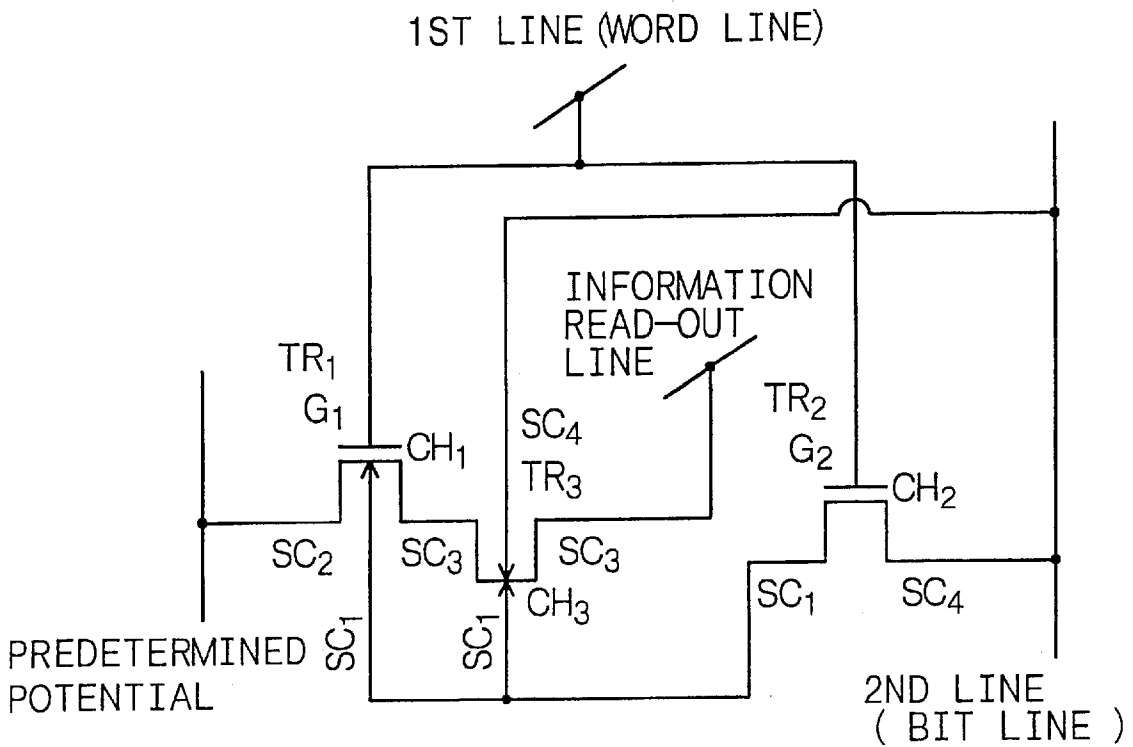 1ST LINE (WORD LINE)
INFORMATION
READ-OUT
LINE
TR1
G1
CH1
SC4
TR3
TR2
G2
CH2
SC2
SC3
SC3
CH3
SC1
SC4
SC1
SC1
PREDETERMINED
POTENTIAL
2ND LINE
( BIT LINE )